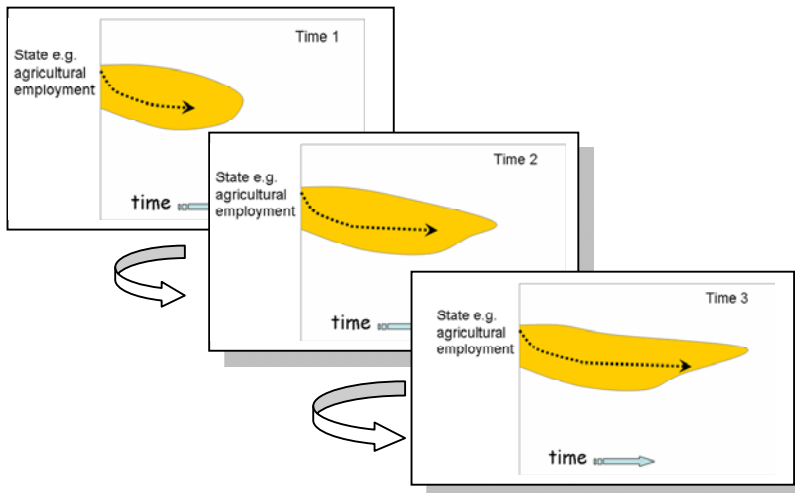 Time 1
State e.g.
agricultural
employment
time
Time 2
State e.g.
agricultural
employment
time
Time 3
State e.g.
agricultural
employment
time